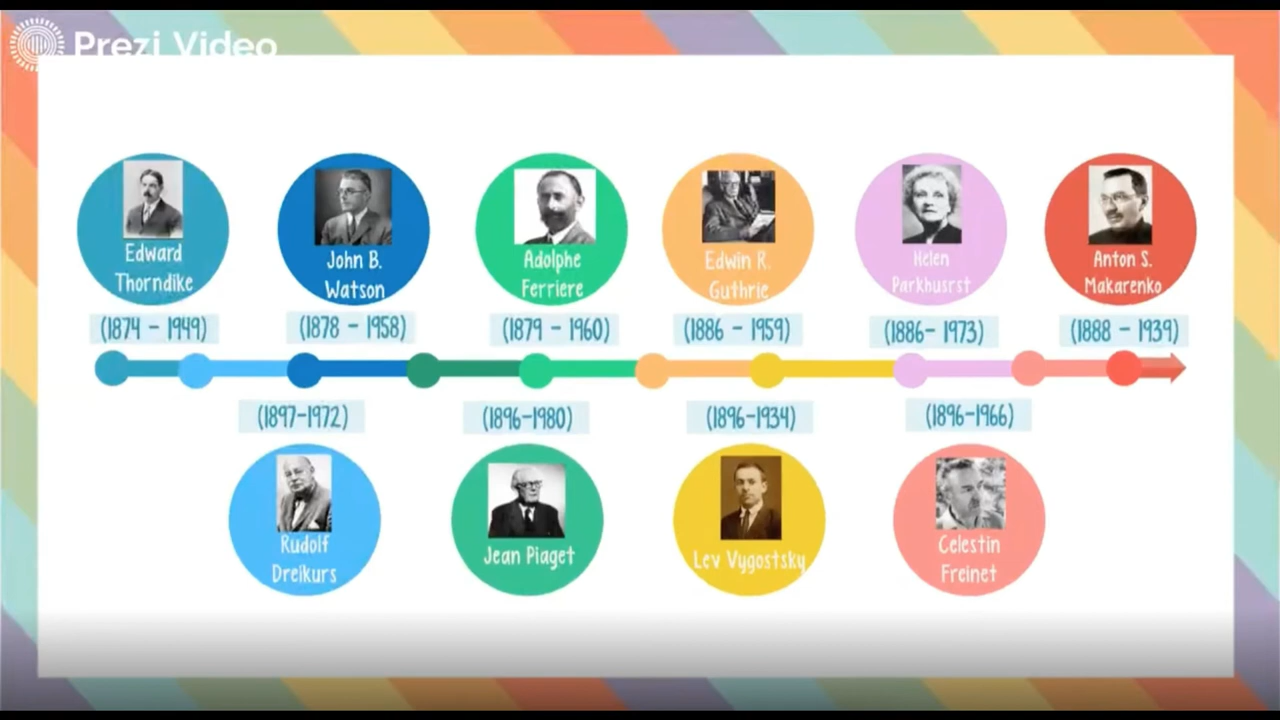 Prezi Video
Edward
Thorndike
(1874 - 1949)
John B.
Watson
(1878 - 1958)
Adolphe
Ferriere
(1879 - 1960)
Edwin R.
Guthrie
(1886 - 1959)
Helen
Parkhusrst
(1886- 1973)
Anton S.
Makarenko
(1888 - 1939)
(1897-1972)
Rudolf
Dreikurs
(1896-1980)
Jean Piaget
(1896-1934)
Lev Vygostsky
(1896-1966)
Celestin
Freinet